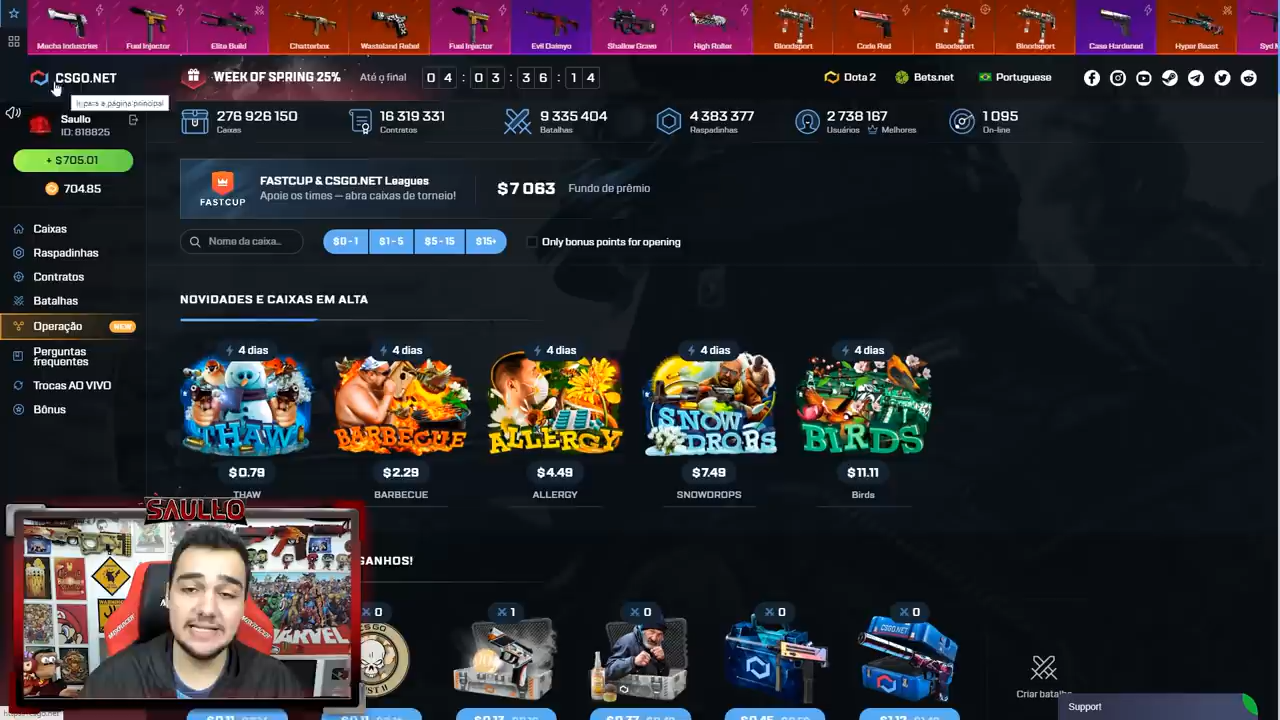 Mecha Industries
Fuel Injector
Elite Build
Chatterbox
Wasteland Rebel
Fuel Injector
Evil Daimyo
Shallow Grave
High Roller
Bloodsport
Code Red
Bloodsport
Bloodsport
Case Hardened
Hyper Beast
CSGO.NET
WEEK OF SPRING 25%
Até o final
04:03:36:14
Dota 2
Bets.net
Portuguese
Ir para a página principal
Saullo
ID: 818825
+ $705.01
704.85
276 926 150
Caixas
16 319 331
Contratos
9 335 404
Batalhas
4 383 377
Raspadinhas
2 738 167
Usuários
Melhores
1 095
On-line
FASTCUP
FASTCUP & CSGO.NET Leagues
Apoie os times — abra caixas de torneio!
$7 063
Fundo de prêmio
Nome da caixa...
$0 - 1
$1 - 5
$5 - 15
$15+
Only bonus points for opening
Caixas
Raspadinhas
Contratos
Batalhas
Operação
NEW
Perguntas
frequentes
Trocas AO VIVO
Bônus
NOVIDADES E CAIXAS EM ALTA
4 dias
4 dias
4 dias
4 dias
4 dias
THAW
BARBECUE
ALLERGY
SNOW
DROPS
BIRDS
$0.79
$2.29
$4.49
$7.49
$11.11
THAW
BARBECUE
ALLERGY
SNOWDROPS
Birds
SAULLO
GANHOS!
0
1
0
0
0
MARVEL
CSGO.NET
Criar batalha
Support